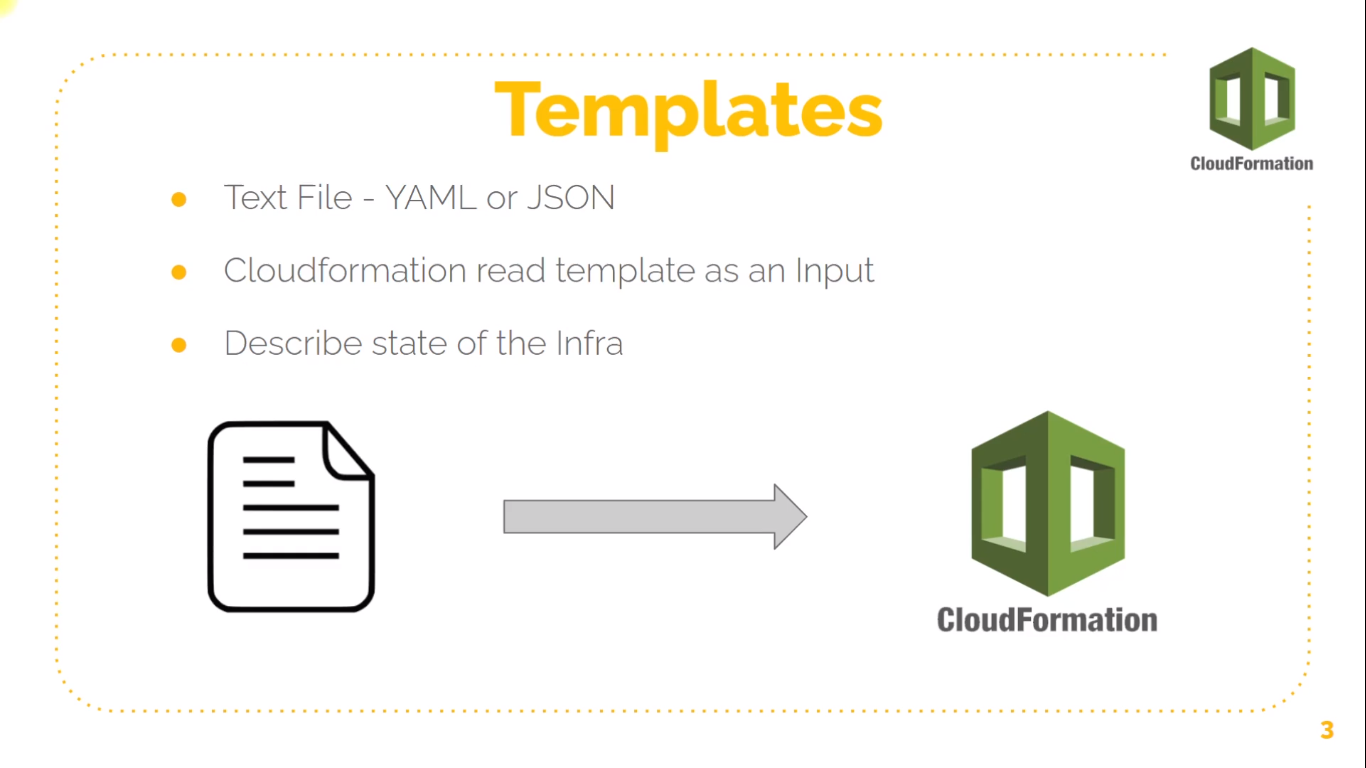 Templates
CloudFormation
Text File - YAML or JSON
Cloudformation read template as an Input
Describe state of the Infra
CloudFormation
3